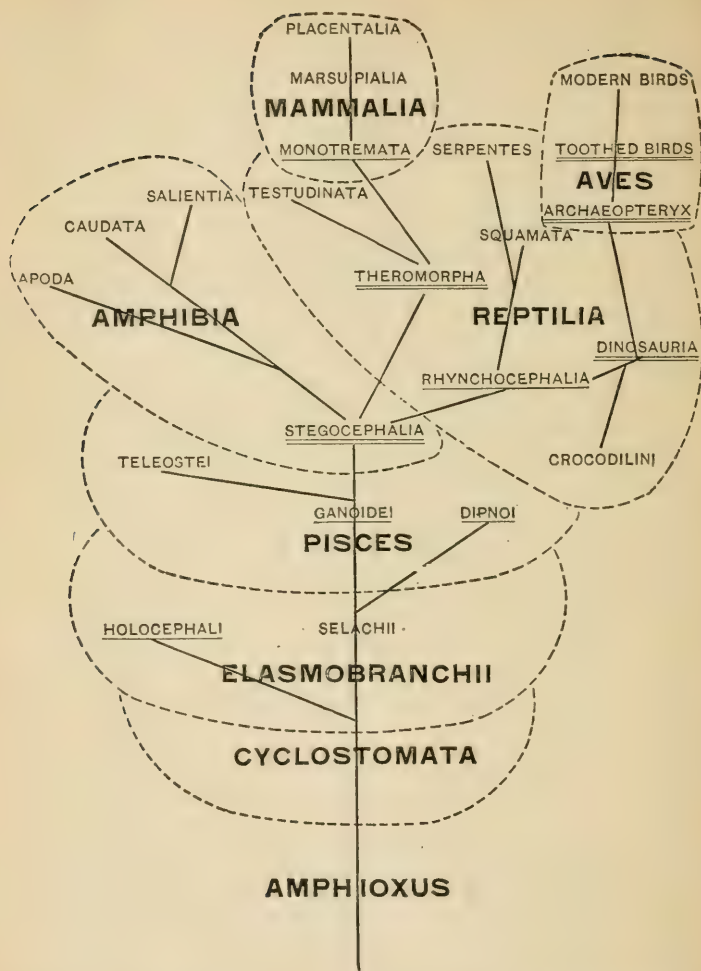 PLACENTALIA
MARSUPIALIA
MODERN BIRDS
MAMMALIA
MONOTREMATA
SERPENTES
TOOTHED BIRDS
AVES
SALIENTIA
TESTUDINATA
ARCHAEOPTERYX
CAUDATA
SQUAMATA
APODA
THEROMORPHA
AMPHIBIA
REPTILIA
DINOSAURIA
RHYNCHOCEPHALIA
STEGOCEPHALIA
TELEOSTEI
CROCODILINI
GANOIDEI
DIPNOI
PISCES
HOLOCEPHALI
SELACHII
ELASMOBRANCHII
CYCLOSTOMATA
AMPHIOXUS